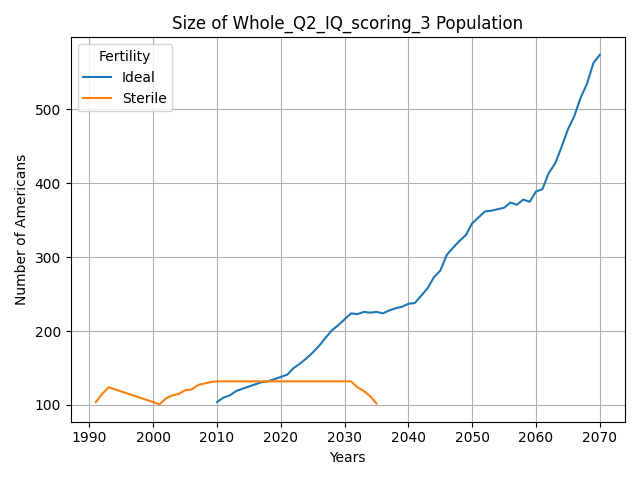 Size of Whole_Q2_IQ_scoring_3 Population
Fertility
Ideal
Sterile
Number of Americans
500
400
300
200
100
1990 2000 2010 2020 2030 2040 2050 2060 2070
Years